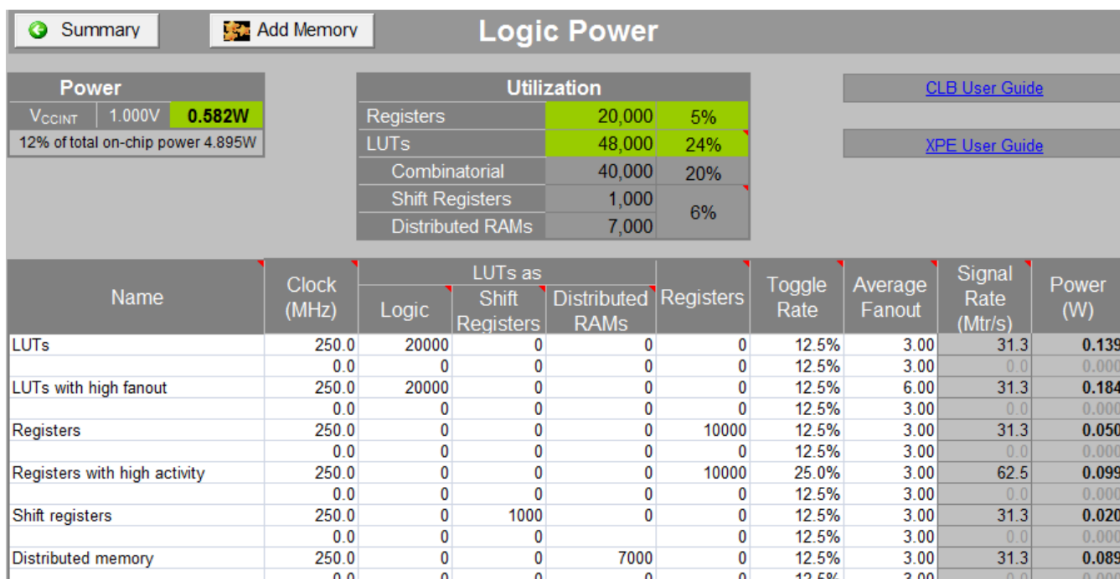 Summary Add Memory Logic Power
Power
V_CCINT 1.000V 0.582W
12% of total on-chip power 4.895W
Utilization
Registers 20,000 5%
LUTs 48,000 24%
Combinatorial 40,000 20%
Shift Registers 1,000
Distributed RAMs 7,000
6%
CLB User Guide
XPE User Guide
Name Clock (MHz) LUTs as Logic Shift Registers Distributed RAMs Registers Toggle Rate Average Fanout Signal Rate (Mtr/s) Power (W)
LUTs 250.0 20000 0 0 0 12.5% 3.00 31.3 0.139
0.0 0 0 0 0 12.5% 3.00 0.0 0.000
LUTs with high fanout 250.0 20000 0 0 0 12.5% 6.00 31.3 0.184
0.0 0 0 0 0 12.5% 3.00 0.0 0.000
Registers 250.0 0 0 0 10000 12.5% 3.00 31.3 0.050
0.0 0 0 0 0 12.5% 3.00 0.0 0.000
Registers with high activity 250.0 0 0 0 10000 25.0% 3.00 62.5 0.099
0.0 0 0 0 0 12.5% 3.00 0.0 0.000
Shift registers 250.0 0 1000 0 0 12.5% 3.00 31.3 0.020
0.0 0 0 0 0 12.5% 3.00 0.0 0.000
Distributed memory 250.0 0 0 7000 0 12.5% 3.00 31.3 0.089